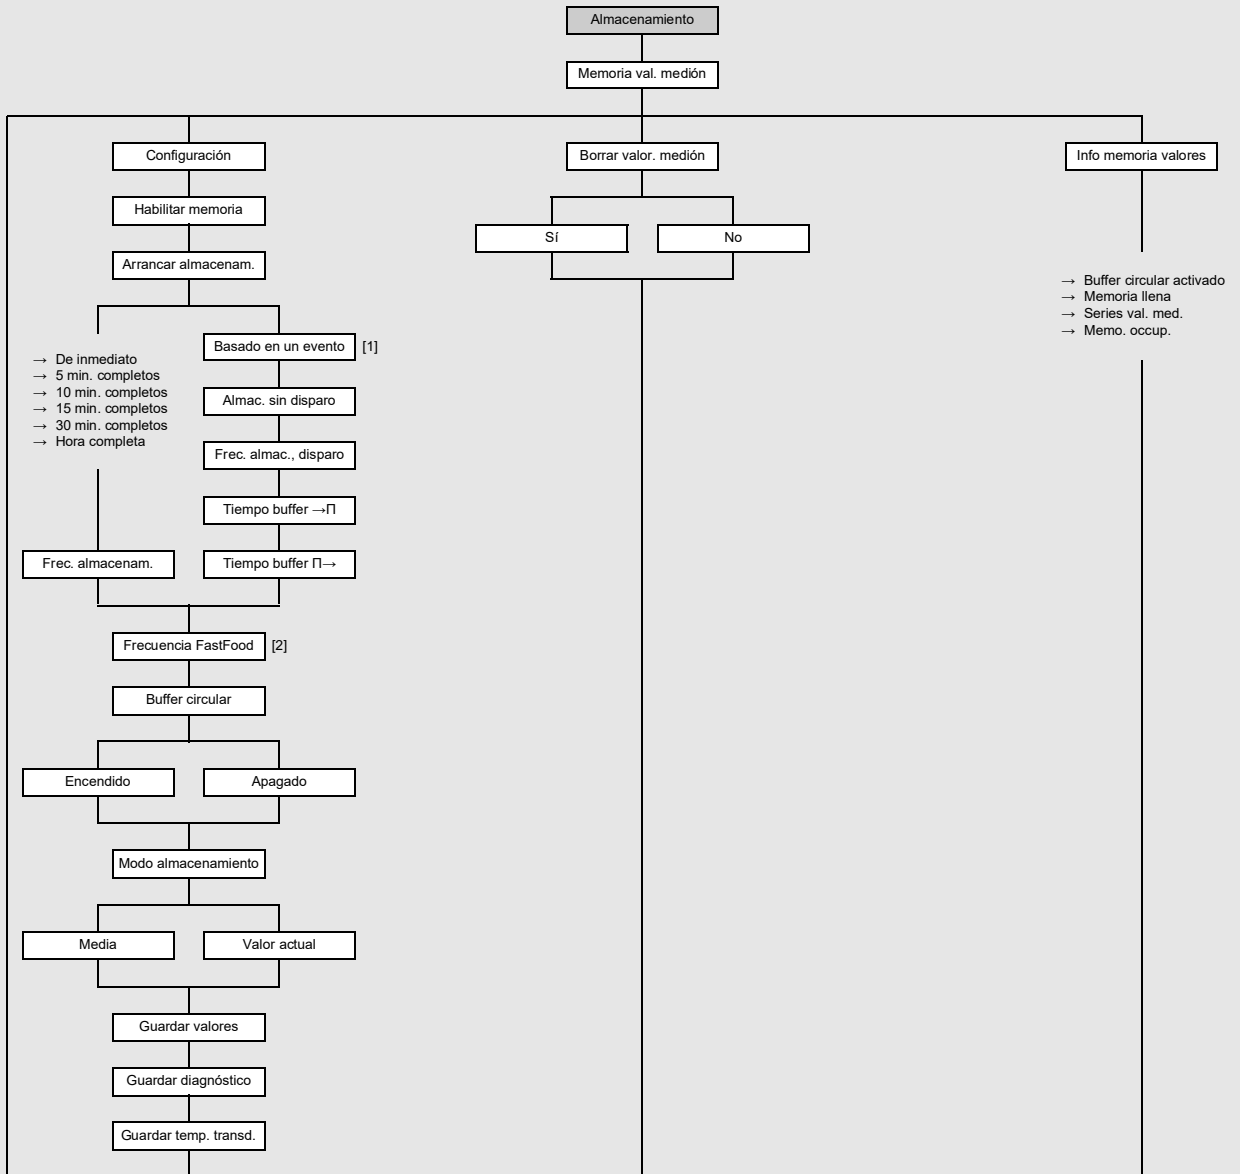 Almacenamiento
Memoria val. medión
Configuración
Borrar valor. medión
Info memoria valores
Habilitar memoria
Sí
No
Arrancar almacenam.
→ Buffer circular activado
→ Memoria llena
→ Series val. med.
→ Memo. occup.
→ De inmediato
→ 5 min. completos
→ 10 min. completos
→ 15 min. completos
→ 30 min. completos
→ Hora completa
Basado en un evento [1]
Almac. sin disparo
Frec. almac., disparo
Tiempo buffer →Π
Frec. almacenam.
Tiempo buffer Π→
Frecuencia FastFood [2]
Buffer circular
Encendido
Apagado
Modo almacenamiento
Media
Valor actual
Guardar valores
Guardar diagnóstico
Guardar temp. transd.